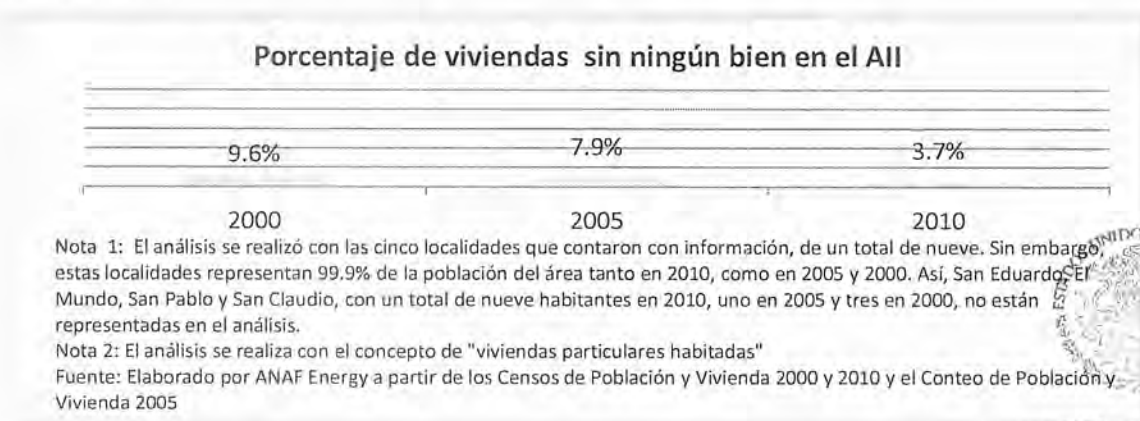 Porcentaje de viviendas sin ningún bien en el AII
9.6%
7.9%
3.7%
2000
2005
2010
Nota 1: El análisis se realizó con las cinco localidades que contaron con información, de un total de nueve. Sin embargo,
estas localidades representan 99.9% de la población del área tanto en 2010, como en 2005 y 2000. Así, San Eduardo, El
Mundo, San Pablo y San Claudio, con un total de nueve habitantes en 2010, uno en 2005 y tres en 2000, no están
representadas en el análisis.
Nota 2: El análisis se realiza con el concepto de "viviendas particulares habitadas"
Fuente: Elaborado por ANAF Energy a partir de los Censos de Población y Vivienda 2000 y 2010 y el Conteo de Población y
Vivienda 2005